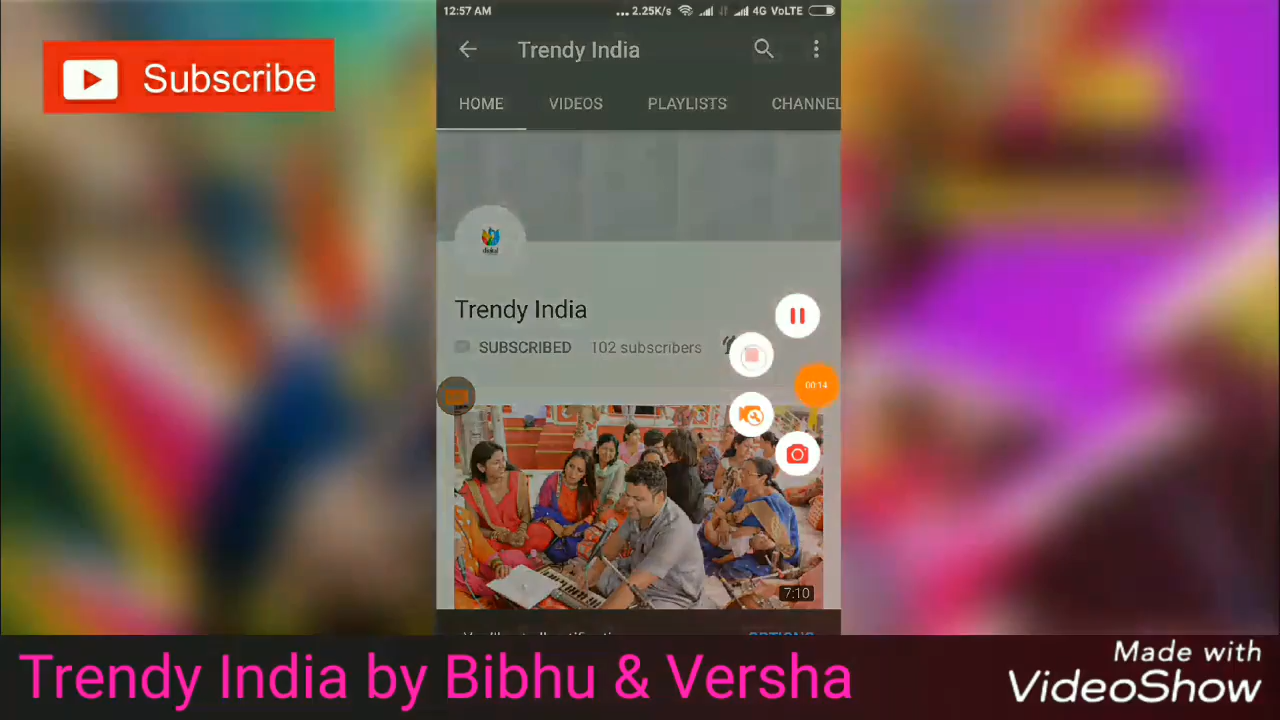 12:57 AM
... 2.25K/s
4G VoLTE
Subscribe
Trendy India
HOME
VIDEOS
PLAYLISTS
CHANNEL
Trendy India
SUBSCRIBED
102 subscribers
00:14
7:10
OPTIONS
Trendy India by Bibhu & Versha
Made with
VideoShow